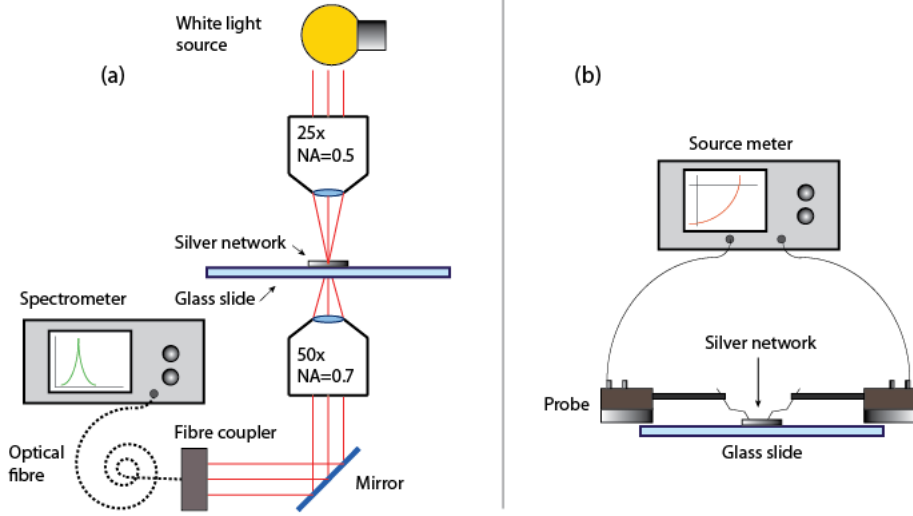 White light
source
(a)
25x
NA=0.5
Silver network
Glass slide
Spectrometer
50x
NA=0.7
Optical
fibre
Fibre coupler
Mirror
(b)
Source meter
Silver network
Probe
Glass slide